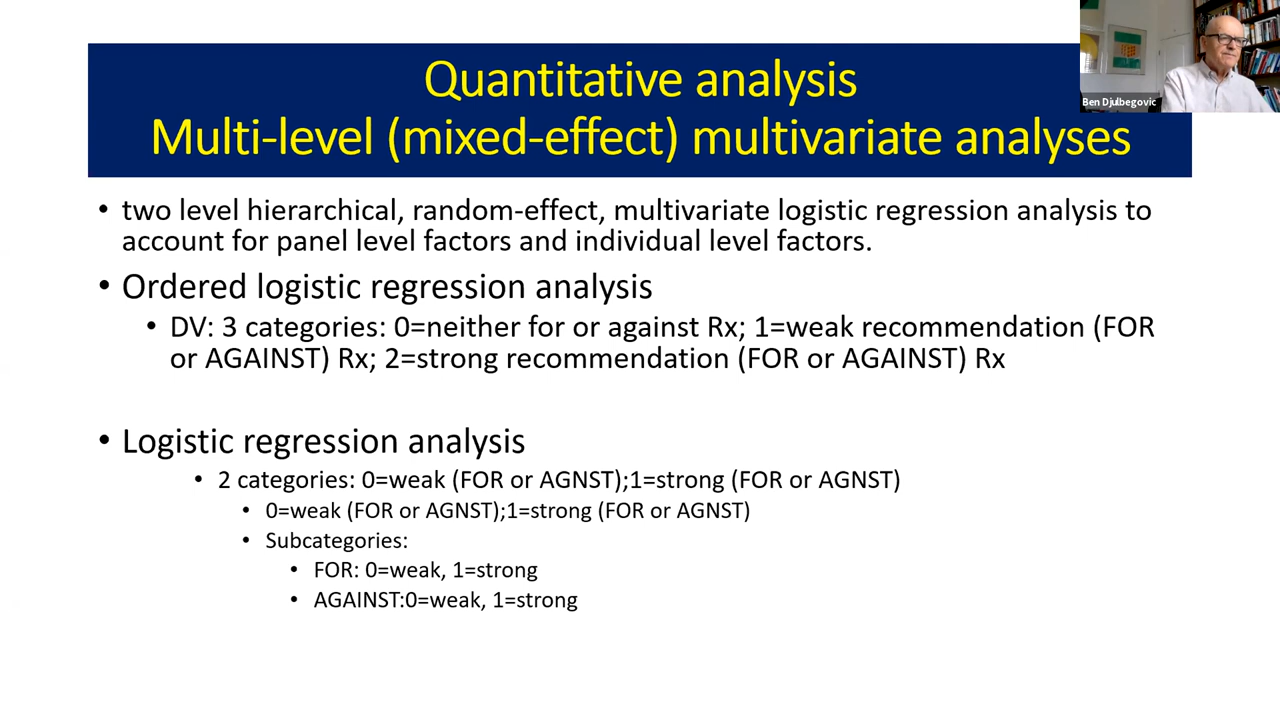 Quantitative analysis
Multi-level (mixed-effect) multivariate analyses
Ben Djulbegovic
• two level hierarchical, random-effect, multivariate logistic regression analysis to
account for panel level factors and individual level factors.
• Ordered logistic regression analysis
• DV: 3 categories: 0=neither for or against Rx; 1=weak recommendation (FOR
or AGAINST) Rx; 2=strong recommendation (FOR or AGAINST) Rx
• Logistic regression analysis
• 2 categories: 0=weak (FOR or AGNST);1=strong (FOR or AGNST)
• 0=weak (FOR or AGNST);1=strong (FOR or AGNST)
• Subcategories:
• FOR: 0=weak, 1=strong
• AGAINST:0=weak, 1=strong